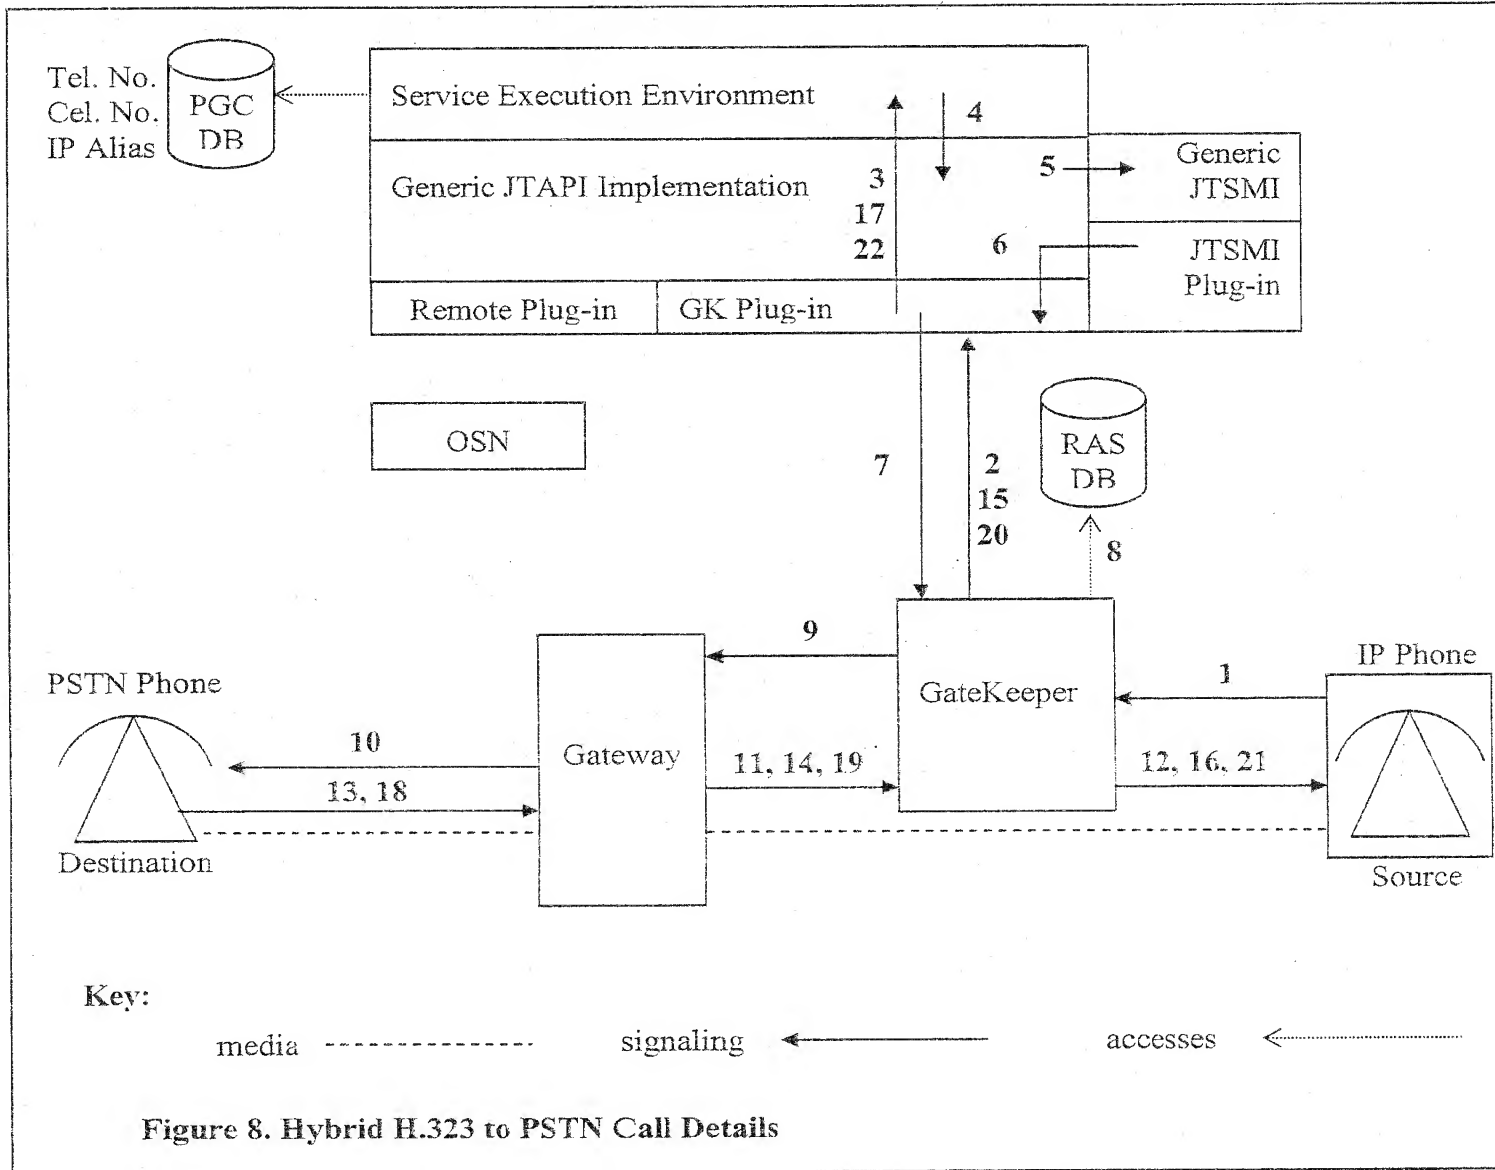 Tel. No.
Cel. No.
IP Alias
PGC
DB
Service Execution Environment
4
Generic JTAPI Implementation
3
17
22
5
Generic
JTSMI
6
JTSMI
Plug-in
Remote Plug-in
GK Plug-in
OSN
7
2
15
20
RAS
DB
8
9
IP Phone
1
PSTN Phone
GateKeeper
10
Gateway
11, 14, 19
12, 16, 21
13, 18
Destination
Source
Key:
media
signaling
accesses
Figure 8. Hybrid H.323 to PSTN Call Details